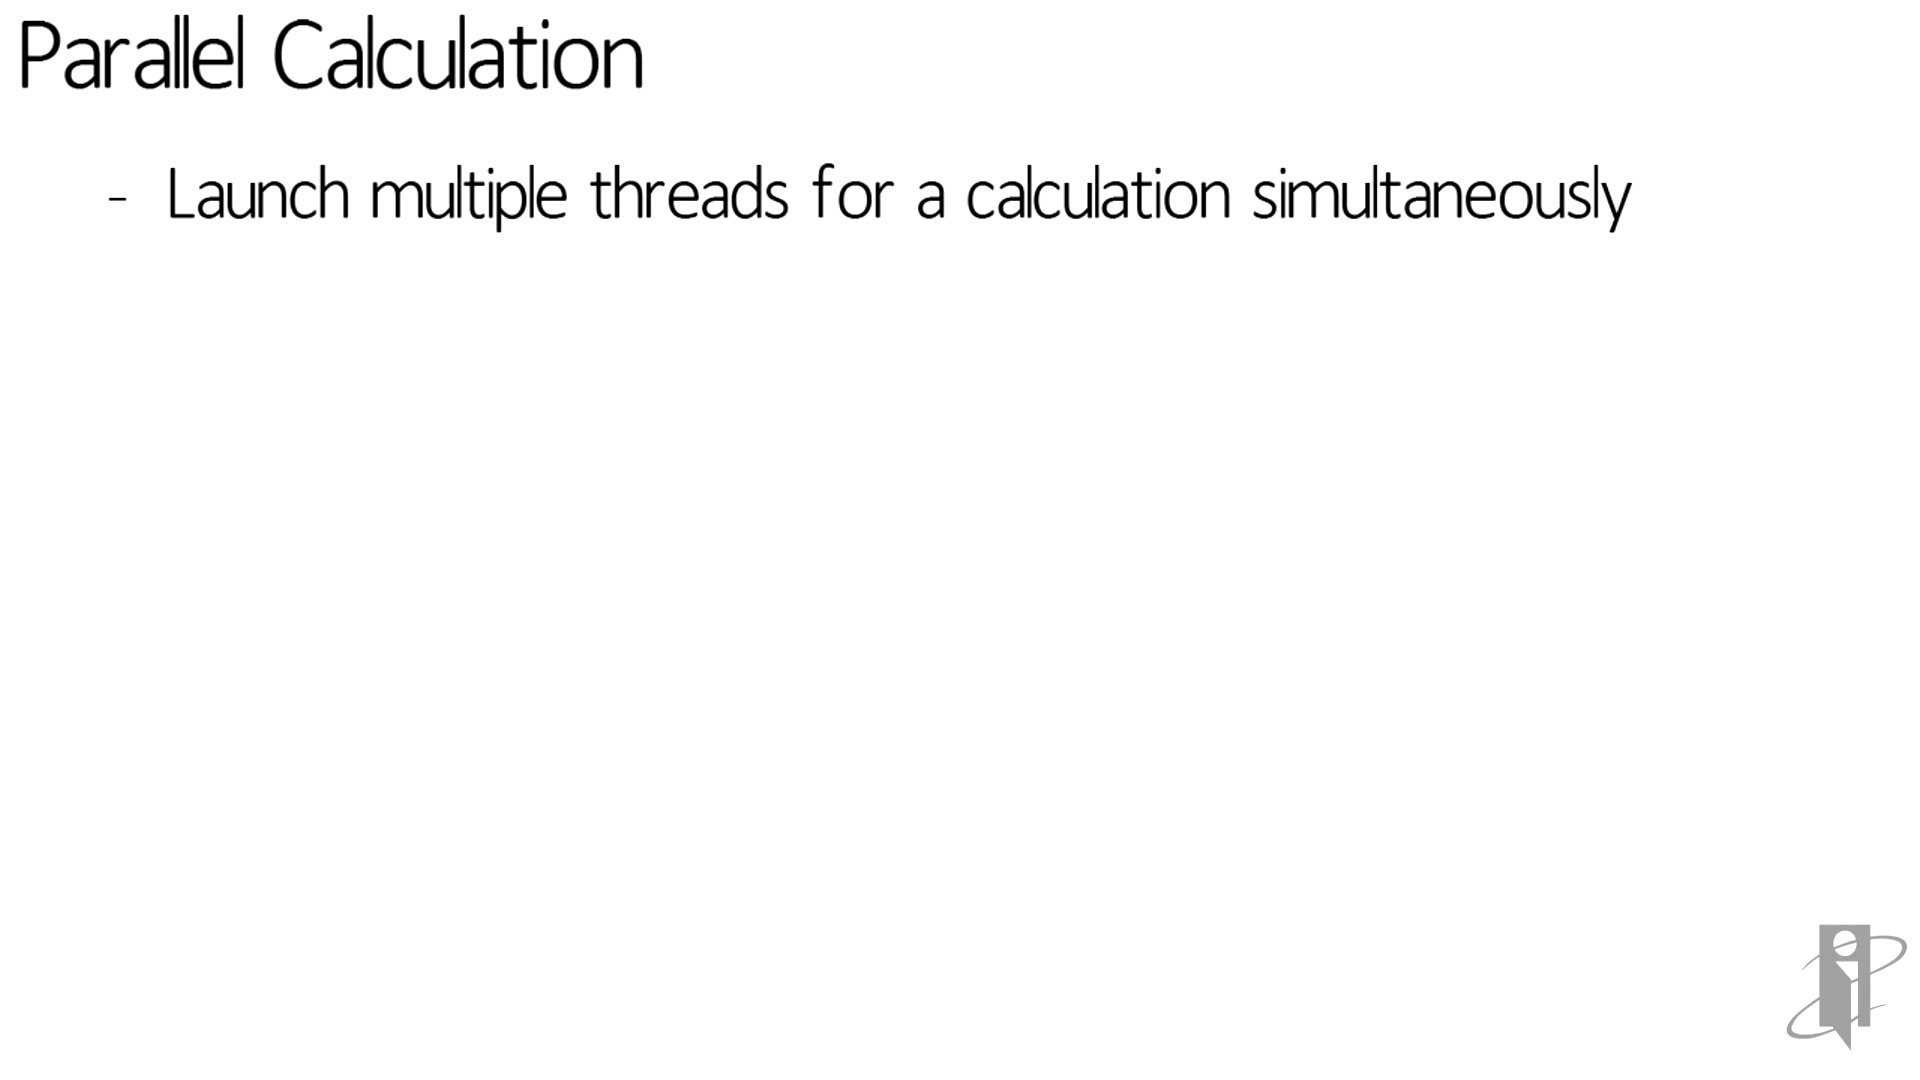 Parallel Calculation
- Launch multiple threads for a calculation simultaneously